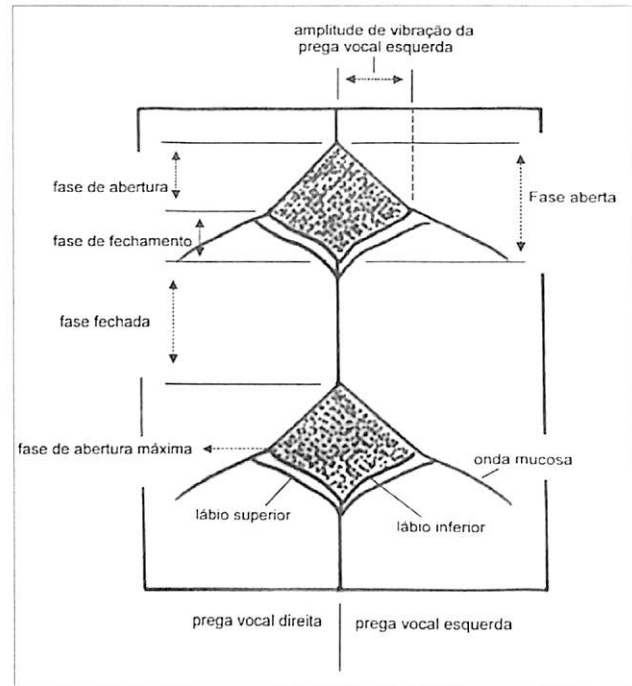 amplitude de vibração da
prega vocal esquerda
fase de abertura
Fase aberta
fase de fechamento
fase fechada
fase de abertura máxima
onda mucosa
lábio superior
lábio inferior
prega vocal direita
prega vocal esquerda